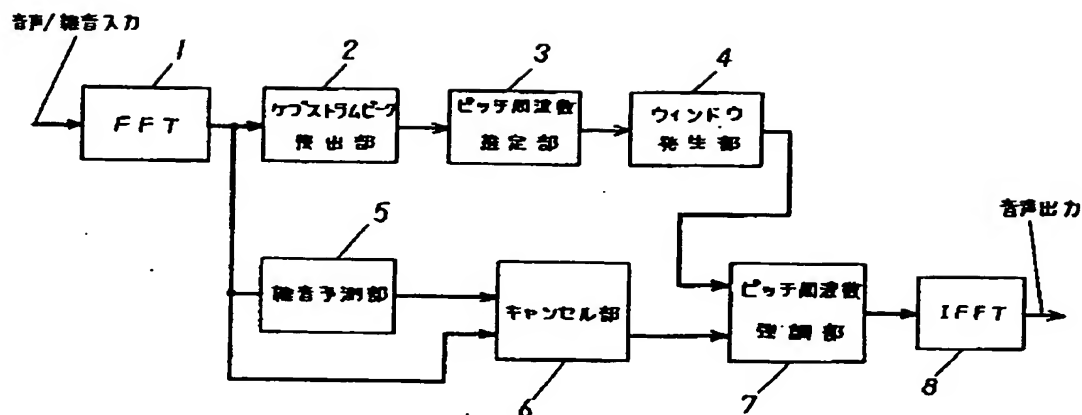 音声/雑音入力
1
FFT
2
ケプストラムピーク
検出部
3
ピッチ周波数
推定部
4
ウィンドウ
発生部
5
雑音予測部
キャンセル部
6
ピッチ周波数
強調部
7
音声出力
IFFT
8